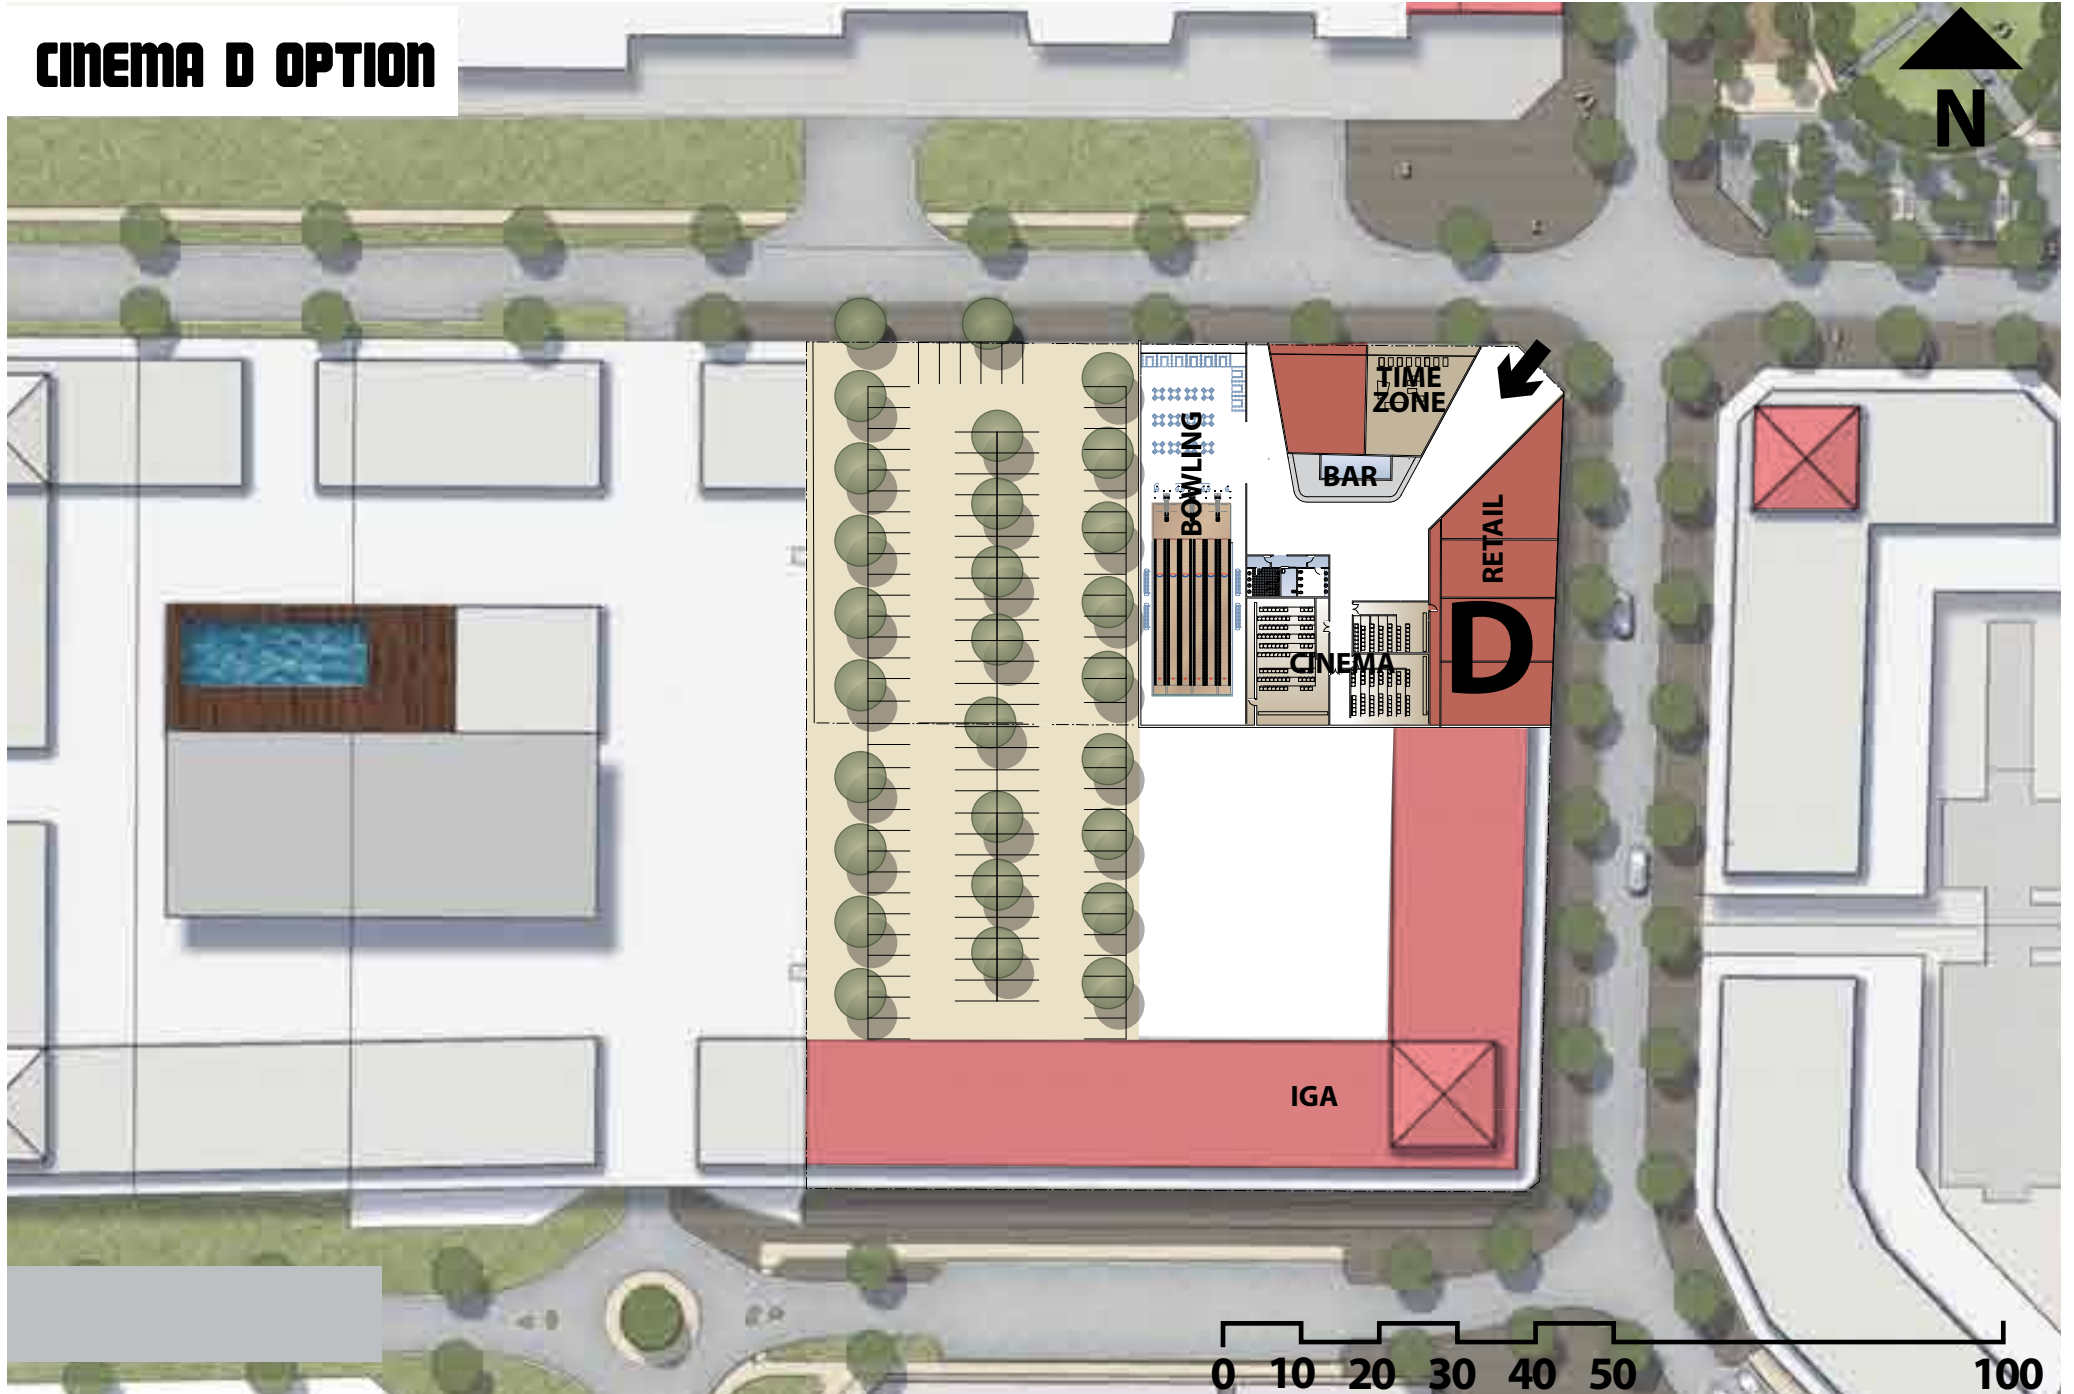 CINEMA D OPTION
N
TIME
ZONE
BOWLING
BAR
RETAIL
CINEMA
D
IGA
0 10 20 30 40 50 100